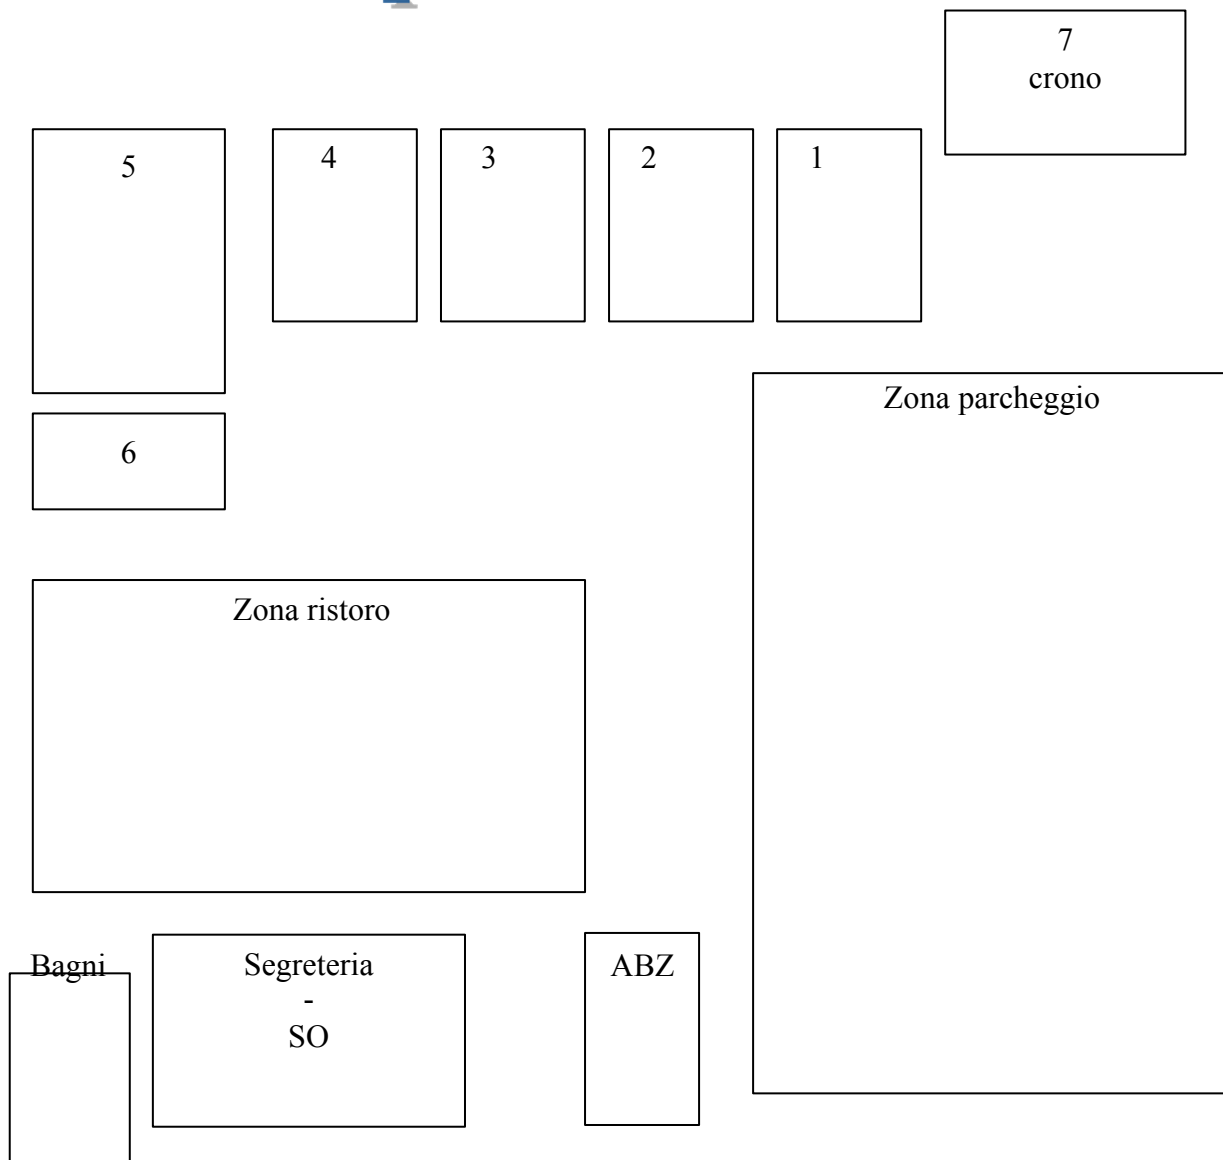 7
crono
5
4
3
2
1
Zona parcheggio
6
Zona ristoro
Bagni
Segreteria
-
SO
ABZ